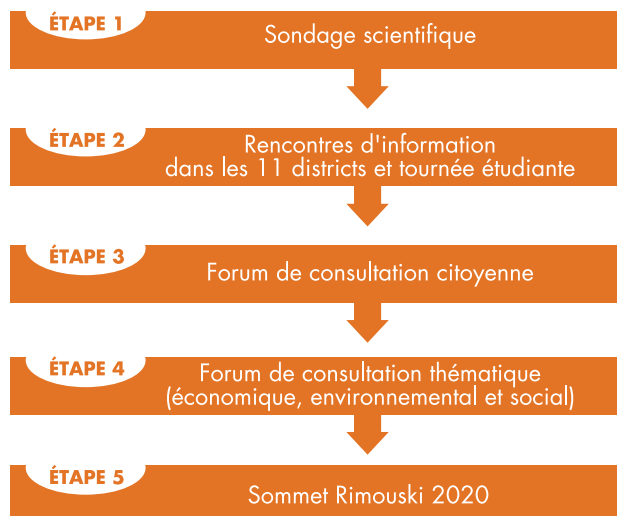 ÉTAPE 1
Sondage scientifique
ÉTAPE 2
Rencontres d'information
dans les 11 districts et tournée étudiante
ÉTAPE 3
Forum de consultation citoyenne
ÉTAPE 4
Forum de consultation thématique
(économique, environnemental et social)
ÉTAPE 5
Sommet Rimouski 2020